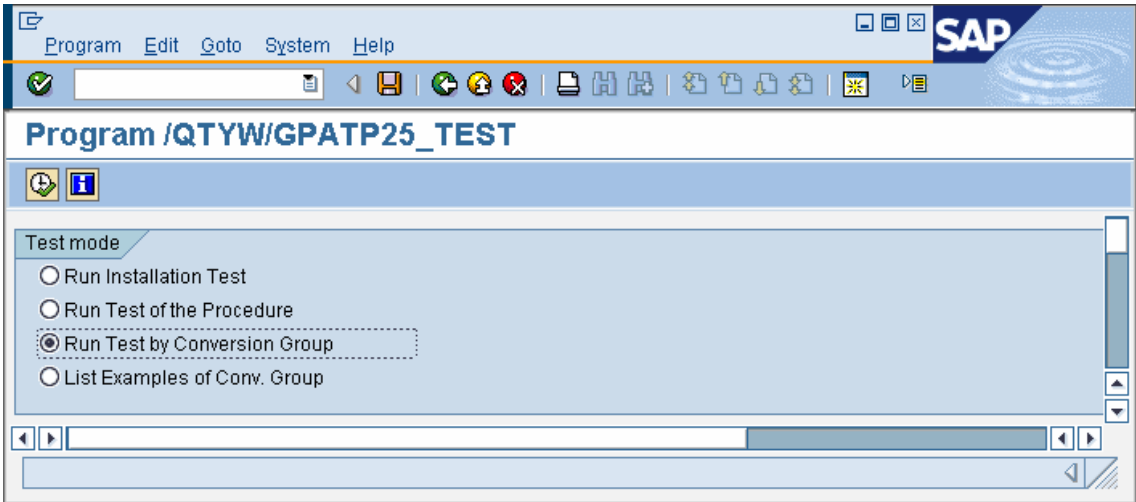 Program Edit Goto System Help
SAP
Program /QTYW/GPATP25_TEST
Test mode
Run Installation Test
Run Test of the Procedure
Run Test by Conversion Group
List Examples of Conv. Group